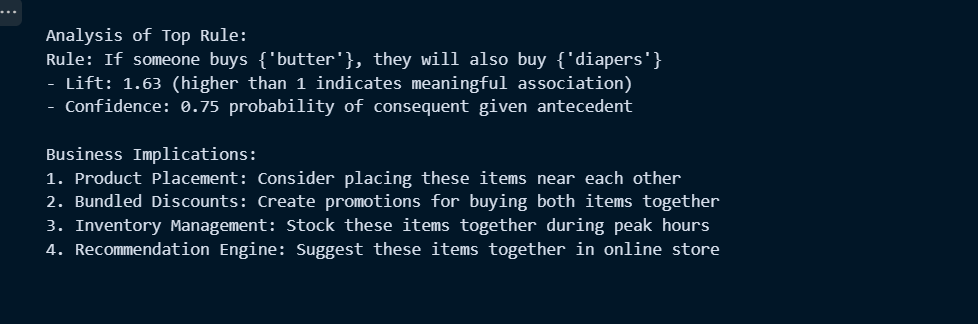 Analysis of Top Rule:
Rule: If someone buys {'butter'}, they will also buy {'diapers'}
- Lift: 1.63 (higher than 1 indicates meaningful association)
- Confidence: 0.75 probability of consequent given antecedent
Business Implications:
1. Product Placement: Consider placing these items near each other
2. Bundled Discounts: Create promotions for buying both items together
3. Inventory Management: Stock these items together during peak hours
4. Recommendation Engine: Suggest these items together in online store